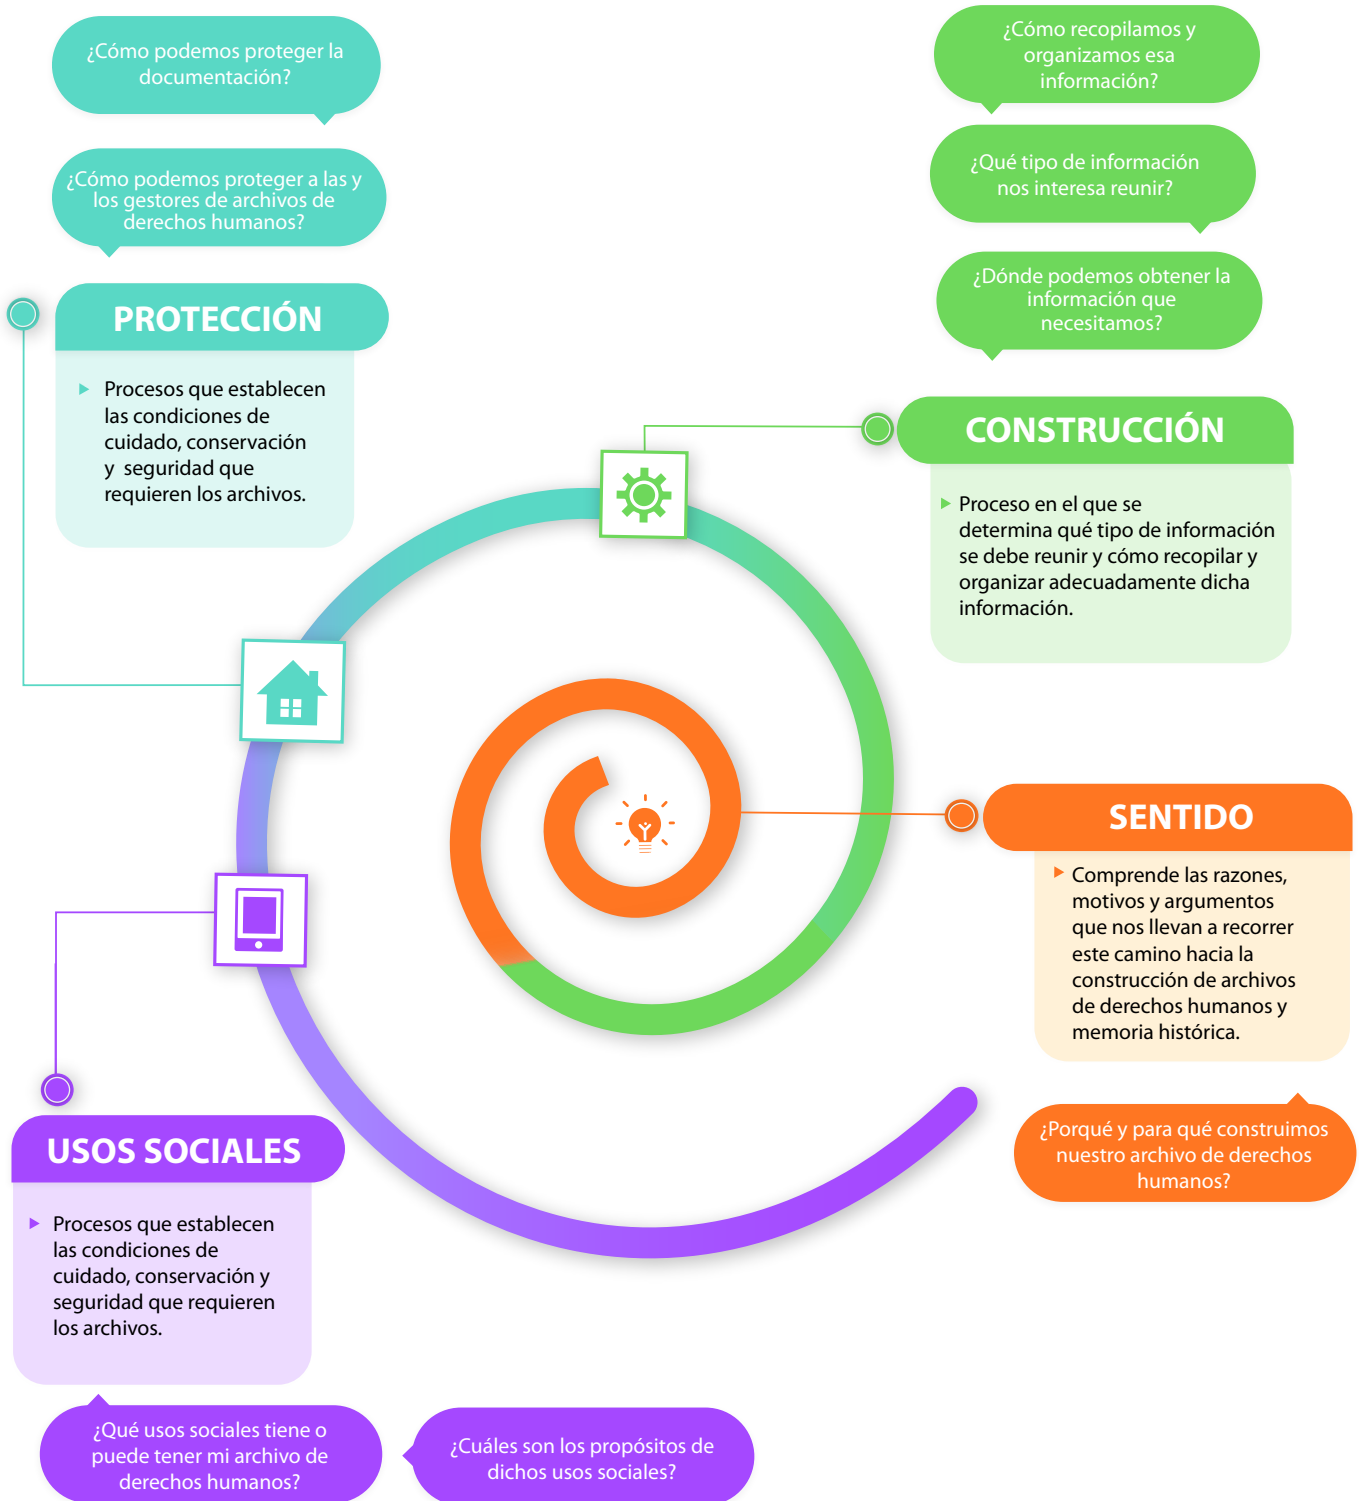 ¿Cómo podemos proteger la
documentación?
¿Cómo podemos proteger a las y
los gestores de archivos de
derechos humanos?
PROTECCIÓN
Procesos que establecen
las condiciones de
cuidado, conservación
y seguridad que
requieren los archivos.
¿Cómo recopilamos y
organizamos esa
información?
¿Qué tipo de información
nos interesa reunir?
¿Dónde podemos obtener la
información que
necesitamos?
CONSTRUCCIÓN
Proceso en el que se
determina qué tipo de información
se debe reunir y cómo recopilar y
organizar adecuadamente dicha
información.
SENTIDO
Comprende las razones,
motivos y argumentos
que nos llevan a recorrer
este camino hacia la
construcción de archivos
de derechos humanos y
memoria histórica.
¿Porqué y para qué construimos
nuestro archivo de derechos
humanos?
USOS SOCIALES
Procesos que establecen
las condiciones de
cuidado, conservación y
seguridad que requieren
los archivos.
¿Qué usos sociales tiene o
puede tener mi archivo de
derechos humanos?
¿Cuáles son los propósitos de
dichos usos sociales?